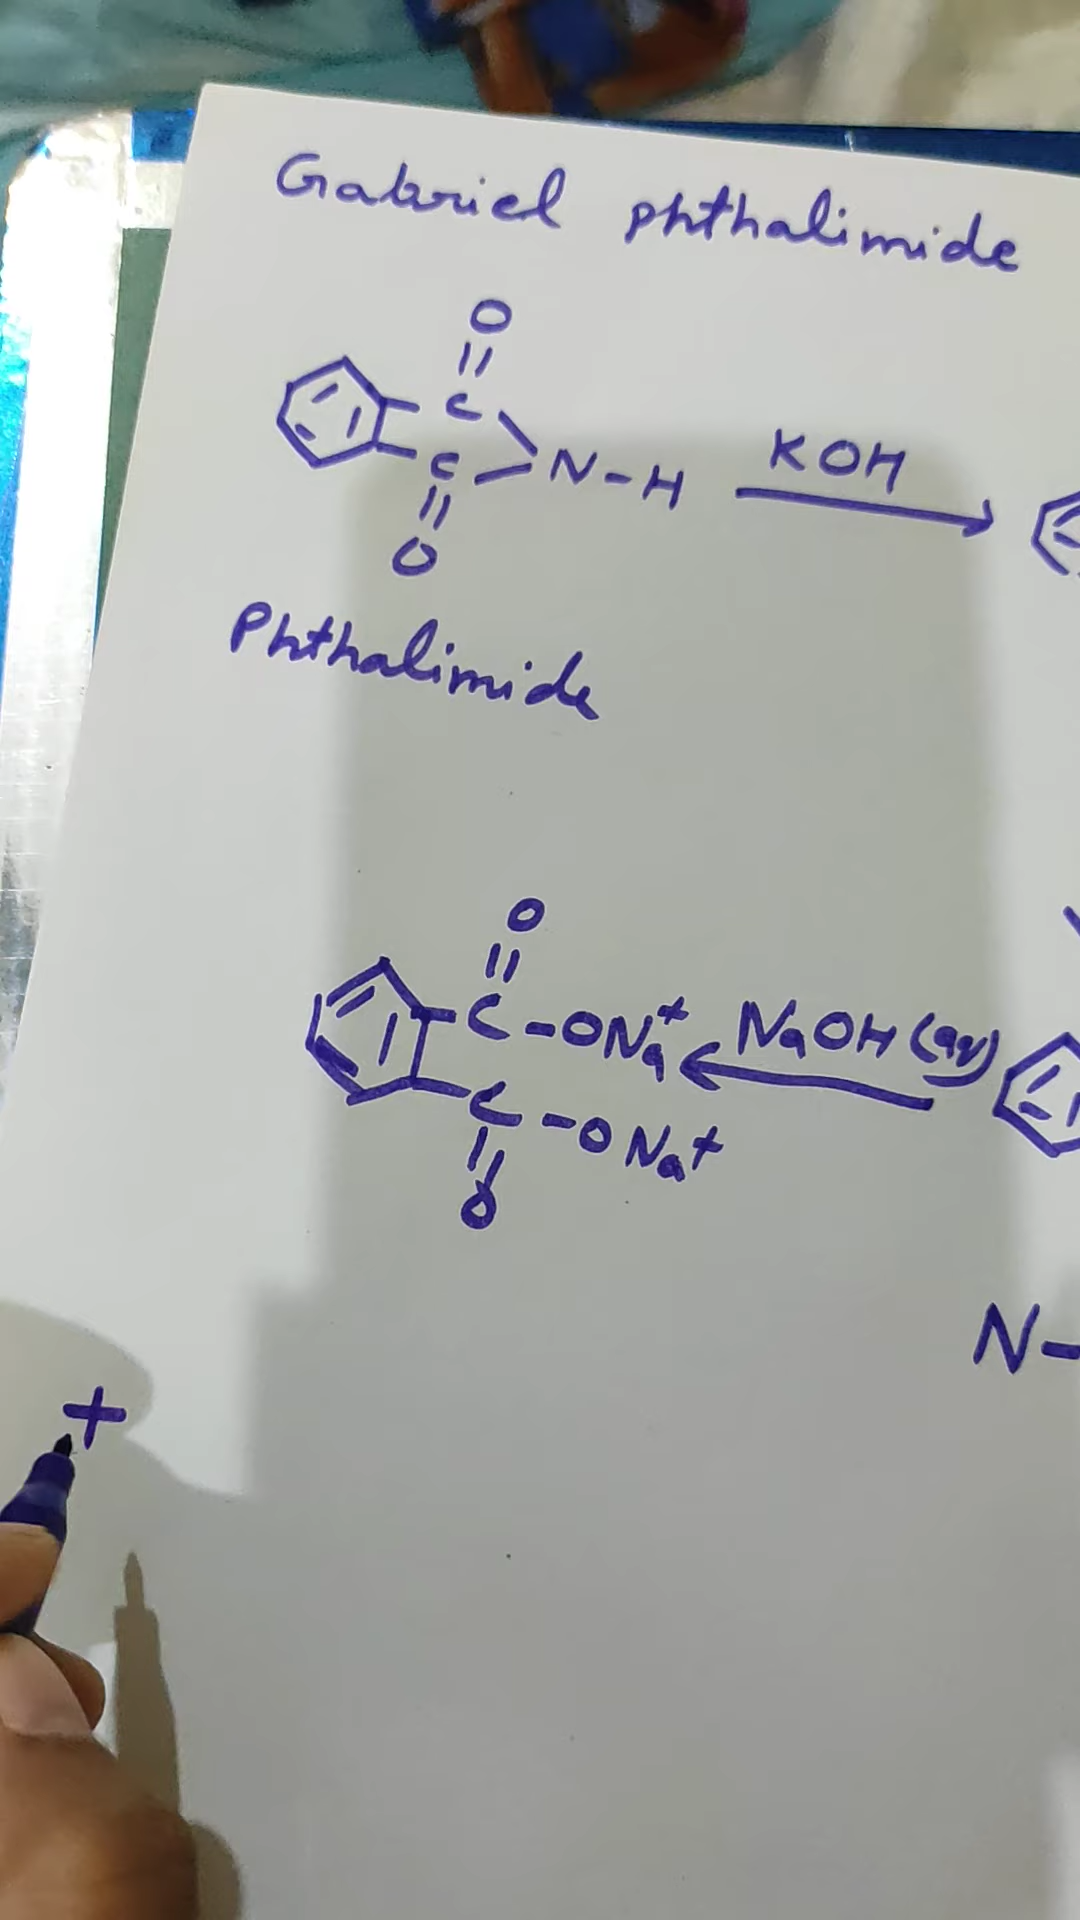 Gabriel phthalimide
O
||
C
N-H
KOH
C
||
O
Phthalimide
O
||
C-ONa+
NaOH (aq)
C-ONa+
||
O
N-
+